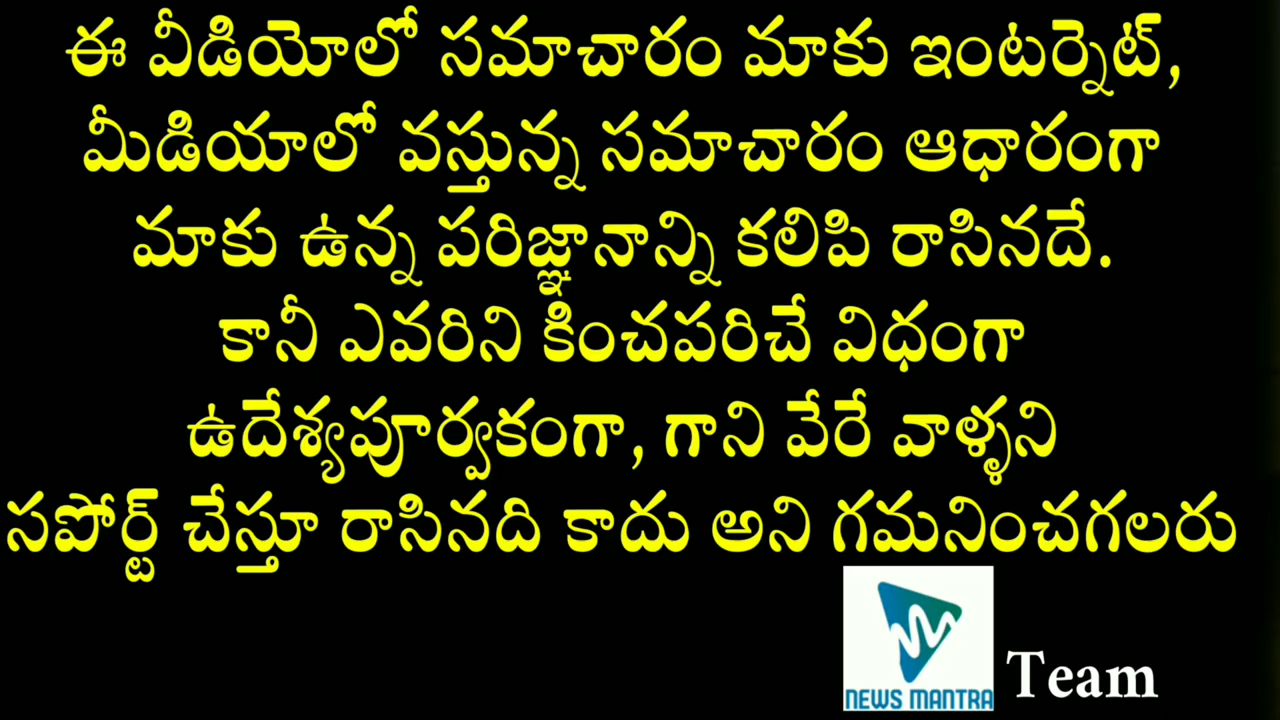 ఈ వీడియోలో సమాచారం మాకు ఇంటర్నెట్,
మీడియాలో వస్తున్న సమాచారం ఆధారంగా
మాకు ఉన్న పరిజ్ఞానాన్ని కలిపి రాసినదే.
కానీ ఎవరిని కించపరిచే విధంగా
ఉదేశ్యపూర్వకంగా, గాని వేరే వాళ్ళని
సపోర్ట్ చేస్తూ రాసినది కాదు అని గమనించగలరు
NEWS MANTRA
Team